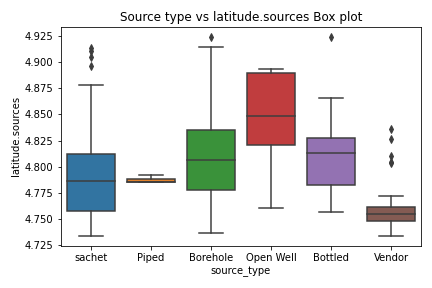 Source type vs latitude.sources Box plot
latitude.sources
4.925
4.900
4.875
4.850
4.825
4.800
4.775
4.750
4.725
sachet Piped Borehole Open Well Bottled Vendor
source_type